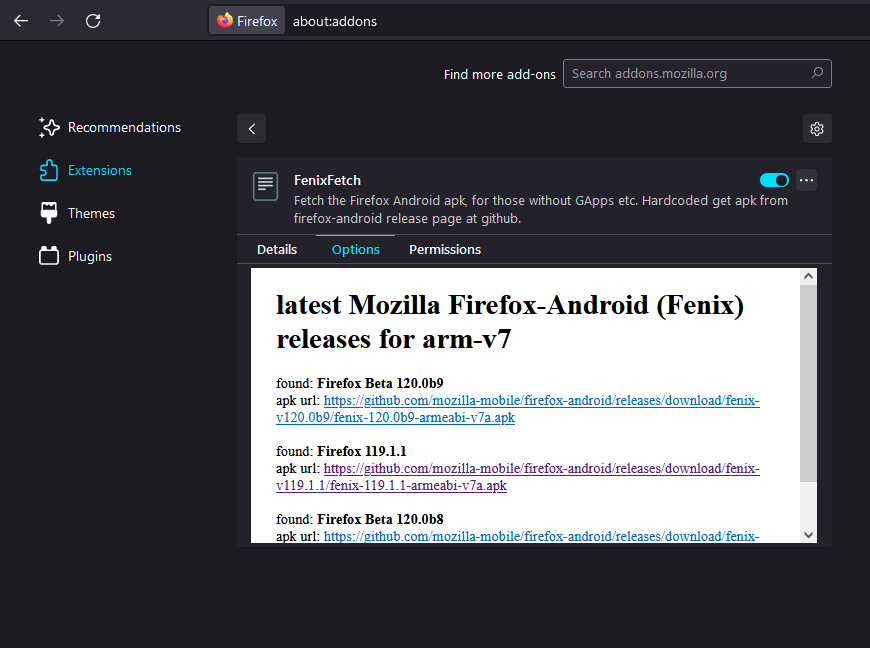 Firefox about:addons
Find more add-ons Search addons.mozilla.org
Recommendations
Extensions
Themes
Plugins
FenixFetch
Fetch the Firefox Android apk, for those without GApps etc. Hardcoded get apk from
firefox-android release page at github.
Details Options Permissions
latest Mozilla Firefox-Android (Fenix)
releases for arm-v7
found: Firefox Beta 120.0b9
apk url: https://github.com/mozilla-mobile/firefox-android/releases/download/fenix-
v120.0b9/fenix-120.0b9-armeabi-v7a.apk
found: Firefox 119.1.1
apk url: https://github.com/mozilla-mobile/firefox-android/releases/download/fenix-
v119.1.1/fenix-119.1.1-armeabi-v7a.apk
found: Firefox Beta 120.0b8
apk url: https://github.com/mozilla-mobile/firefox-android/releases/download/fenix-